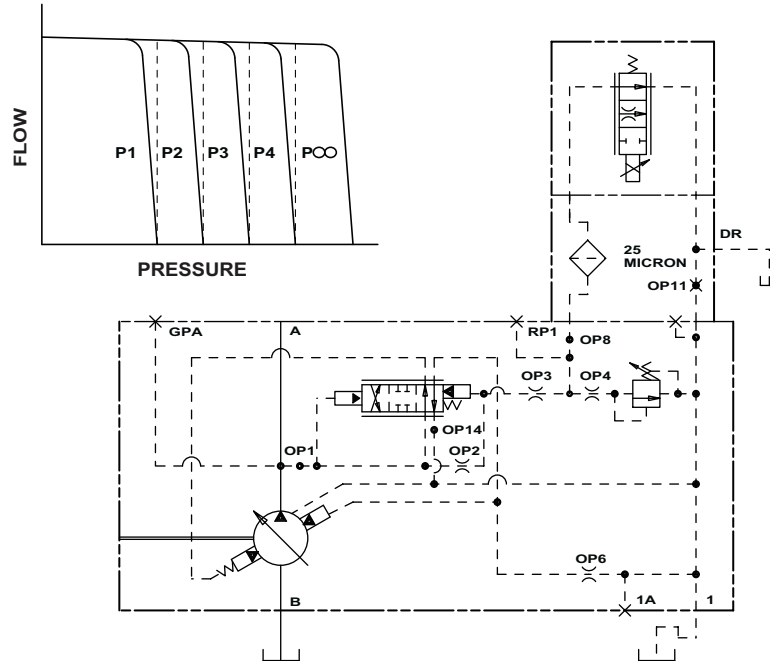 FLOW
P1
P2
P3
P4
P∞
PRESSURE
25
MICRON
DR
OP11
GPA
A
RP1
OP8
OP3
OP4
OP14
OP1
OP2
OP6
B
1A
1